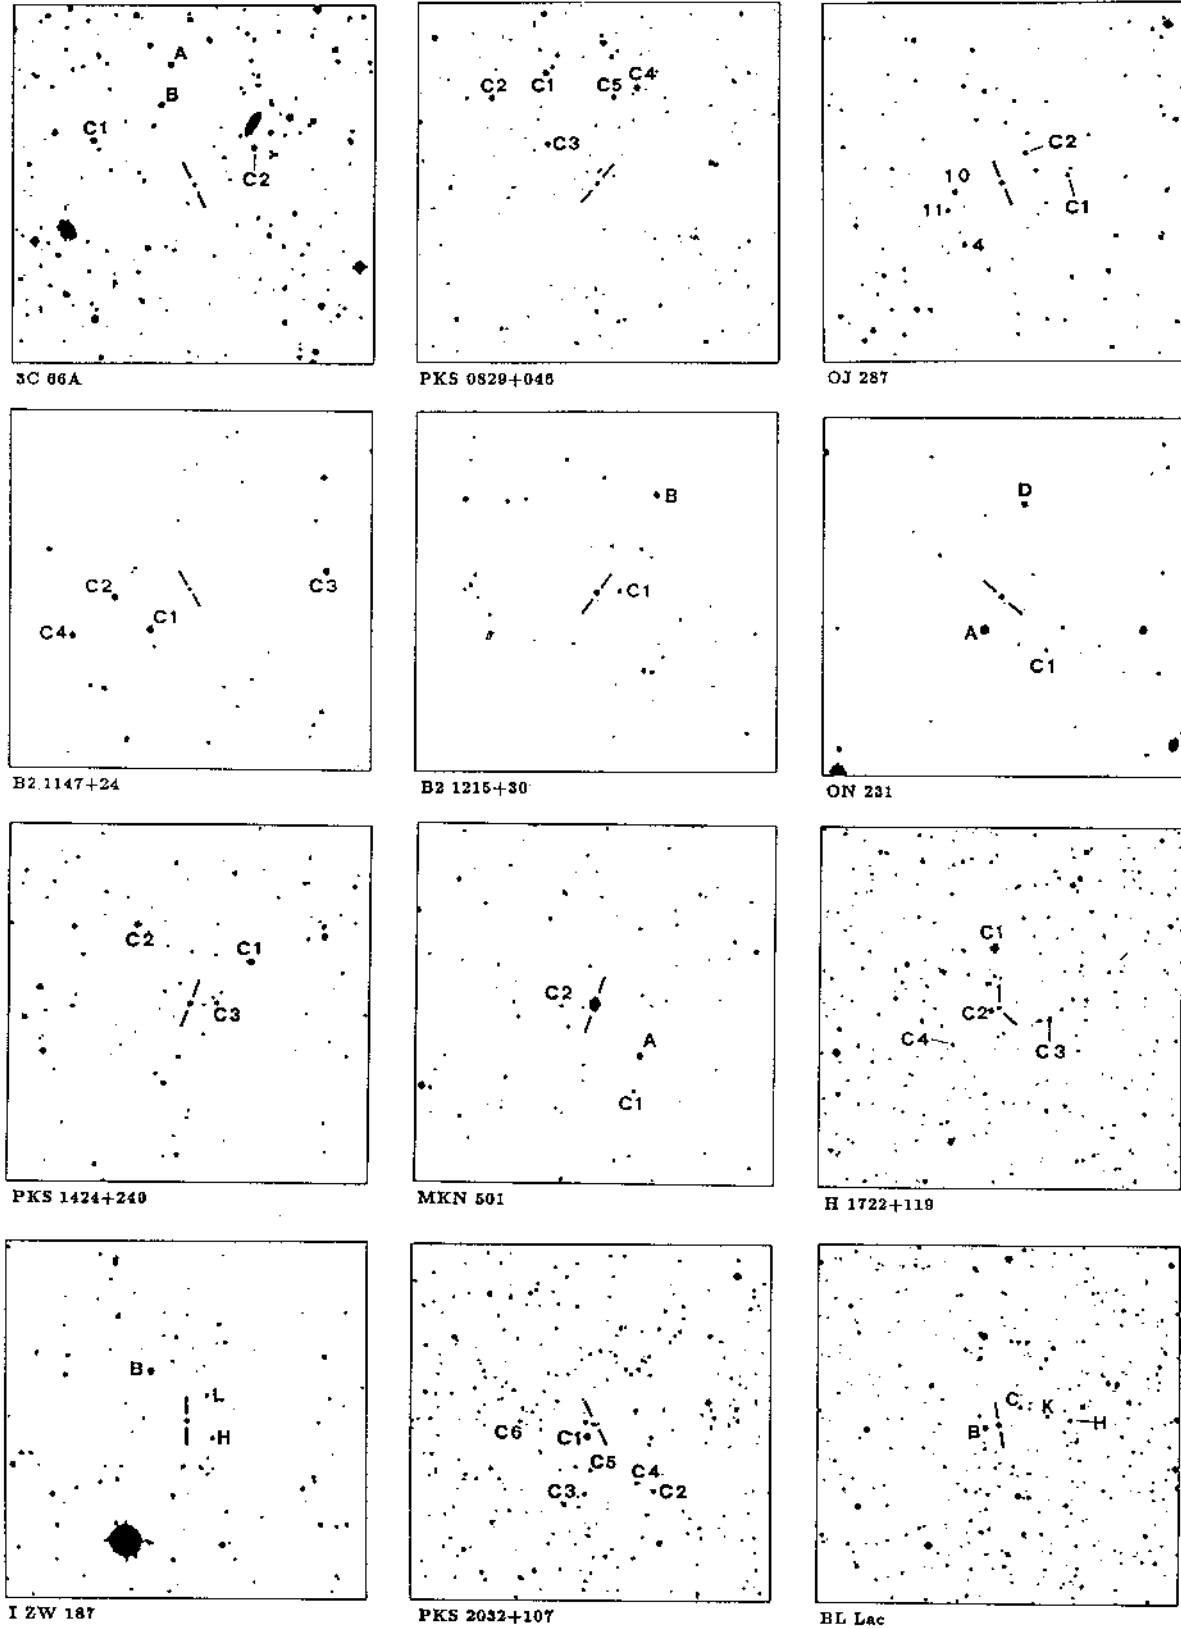 A
B
C1
C2
3C 66A
C2
C1
C5
C4
C3
PKS 0829+046
C2
10
11
C1
4
OJ 287
C2
C3
C1
C4
B2 1147+24
B
C1
B2 1215+30
D
A
C1
ON 231
C2
C1
C3
PKS 1424+240
C2
A
C1
MKN 501
C1
C2
C4
C3
H 1722+119
B
L
H
I ZW 187
C6
C1
C5
C4
C3
C2
PKS 2032+107
C
K
B
H
BL Lac